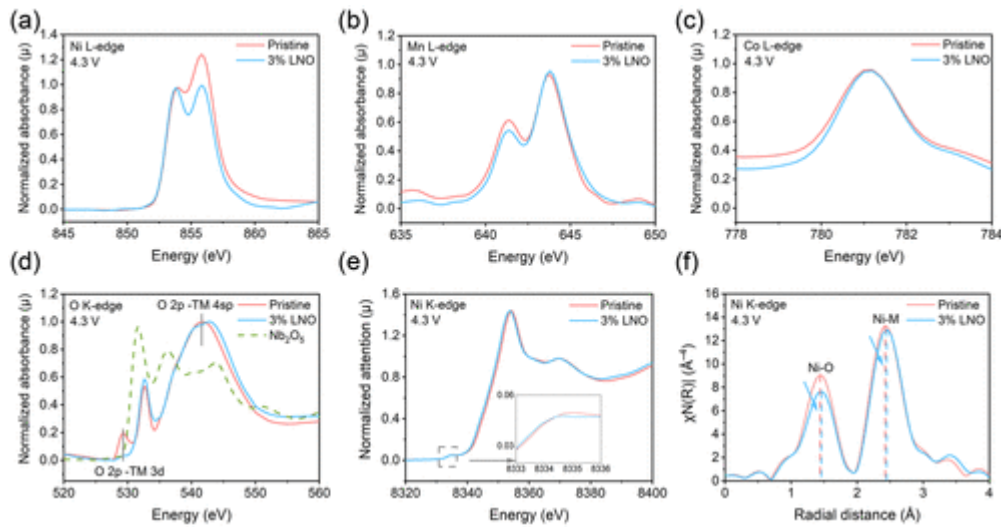 (a)
Ni L-edge
4.3 V
Pristine
3% LNO
Normalized absorbance (μ)
1.4
1.2
1.0
0.8
0.6
0.4
0.2
0.0
845 850 855 860 865
Energy (eV)
(b)
Mn L-edge
4.3 V
Pristine
3% LNO
Normalized absorbance (μ)
1.4
1.2
1.0
0.8
0.6
0.4
0.2
0.0
635 640 645 650
Energy (eV)
(c)
Co L-edge
4.3 V
Pristine
3% LNO
Normalized absorbance (μ)
1.4
1.2
1.0
0.8
0.6
0.4
0.2
0.0
778 780 782 784
Energy (eV)
(d)
O K-edge
4.3 V
O 2p -TM 4sp
Pristine
3% LNO
Nb₂O₅
O 2p -TM 3d
Normalized absorbance (μ)
1.4
1.2
1.0
0.8
0.6
0.4
0.2
0.0
520 530 540 550 560
Energy (eV)
(e)
Ni K-edge
4.3 V
Pristine
3% LNO
Normalized attention (μ)
1.6
1.2
0.8
0.4
0.0
0.06
0.03
8333 8334 8335 8336
8320 8340 8360 8380 8400
Energy (eV)
(f)
Ni K-edge
4.3 V
Pristine
3% LNO
Ni-M
Ni-O
χN(R)| (Å⁻⁴)
16
14
12
10
8
6
4
2
0
0 1 2 3 4
Radial distance (Å)